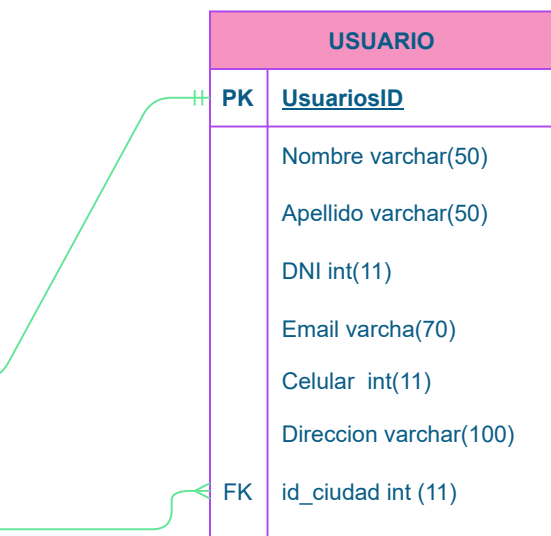 USUARIO
PK UsuariosID
Nombre varchar(50)
Apellido varchar(50)
DNI int(11)
Email varcha(70)
Celular  int(11)
Direccion varchar(100)
FK id_ciudad int (11)